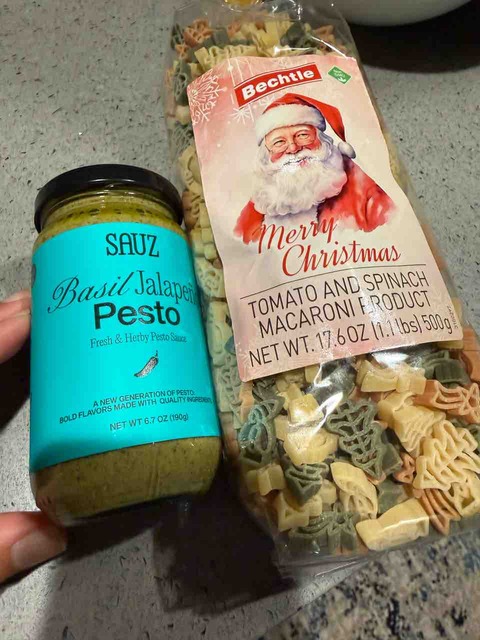 SAUZ
Basil Jalapeñ
Pesto
Fresh & Herby Pesto Sauce
A NEW GENERATION OF PESTO:
BOLD FLAVORS MADE WITH QUALITY INGREDIENTS
NET WT 6.7 OZ (190g)
Bechtle
Merry
Christmas
TOMATO AND SPINACH
MACARONI PRODUCT
NET WT. 17.6 OZ (1.1 lbs) 500g